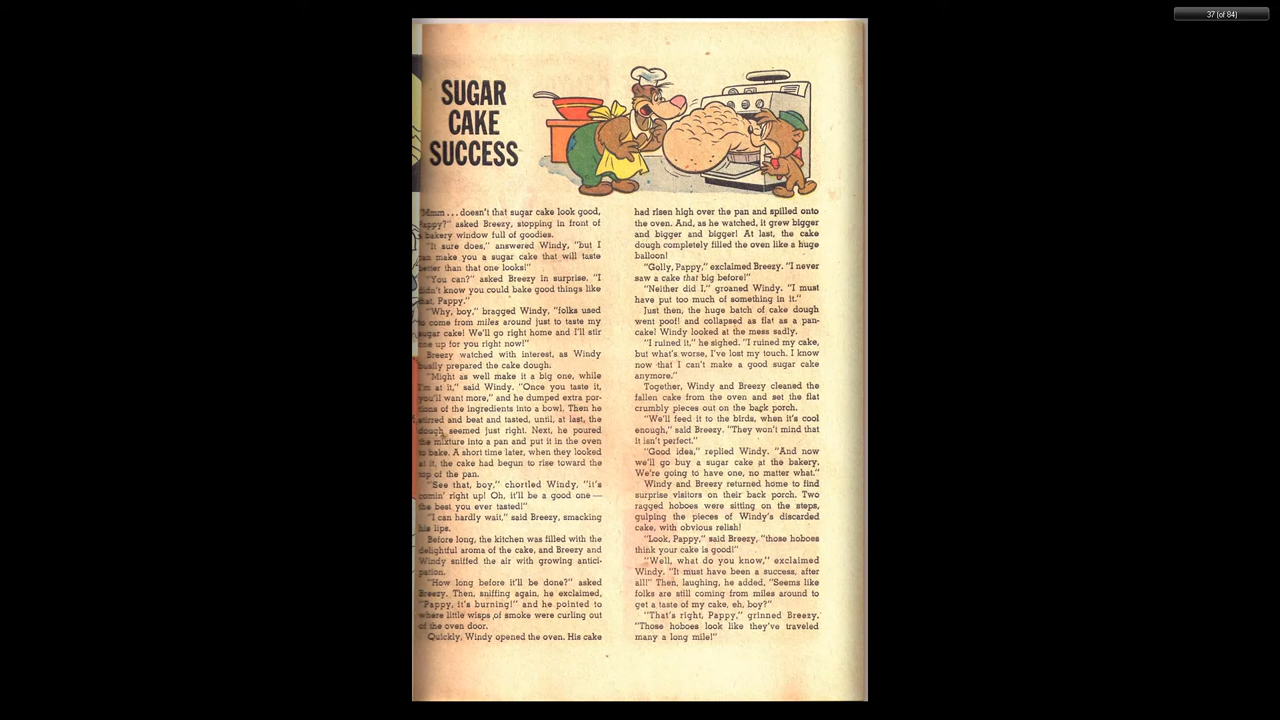 37 (of 84)
SUGAR
CAKE
SUCCESS
"Mmm . . . doesn't that sugar cake look good,
Pappy?" asked Breezy, stopping in front of
a bakery window full of goodies.
"It sure does," answered Windy, "but I
can make you a sugar cake that will taste
better than that one looks!"
"You can?" asked Breezy in surprise. "I
didn't know you could bake good things like
that, Pappy."
"Why, boy," bragged Windy, "folks used
to come from miles around just to taste my
sugar cake! We'll go right home and I'll stir
one up for you right now!"
Breezy watched with interest, as Windy
busily prepared the cake dough.
"Might as well make it a big one, while
I'm at it," said Windy. "Once you taste it,
you'll want more," and he dumped extra por-
tions of the ingredients into a bowl. Then he
stirred and beat and tasted, until, at last, the
dough seemed just right. Next, he poured
the mixture into a pan and put it in the oven
to bake. A short time later, when they looked
at it, the cake had begun to rise toward the
top of the pan.
"See that, boy," chortled Windy, "it's
comin' right up! Oh, it'll be a good one —
the best you ever tasted!"
"I can hardly wait," said Breezy, smacking
his lips.
Before long, the kitchen was filled with the
delightful aroma of the cake, and Breezy and
Windy sniffed the air with growing antici-
pation.
"How long before it'll be done?" asked
Breezy. Then, sniffing again, he exclaimed,
"Pappy, it's burning!" and he pointed to
where little wisps of smoke were curling out
of the oven door.
Quickly, Windy opened the oven. His cake
had risen high over the pan and spilled onto
the oven. And, as he watched, it grew bigger
and bigger and bigger! At last, the cake
dough completely filled the oven like a huge
balloon!
"Golly, Pappy," exclaimed Breezy. "I never
saw a cake that big before!"
"Neither did I," groaned Windy. "I must
have put too much of something in it."
Just then, the huge batch of cake dough
went poof! and collapsed as flat as a pan-
cake! Windy looked at the mess sadly.
"I ruined it," he sighed. "I ruined my cake,
but what's worse, I've lost my touch. I know
now that I can't make a good sugar cake
anymore."
Together, Windy and Breezy cleaned the
fallen cake from the oven and set the flat
crumbly pieces out on the back porch.
"We'll feed it to the birds, when it's cool
enough," said Breezy. "They won't mind that
it isn't perfect."
"Good idea," replied Windy. "And now
we'll go buy a sugar cake at the bakery,
We're going to have one, no matter what."
Windy and Breezy returned home to find
surprise visitors on their back porch. Two
ragged hoboes were sitting on the steps,
gulping the pieces of Windy's discarded
cake, with obvious relish!
"Look, Pappy," said Breezy, "those hoboes
think your cake is good!"
"Well, what do you know," exclaimed
Windy. "It must have been a success, after
all!" Then, laughing, he added, "Seems like
folks are still coming from miles around to
get a taste of my cake, eh, boy?"
"That's right, Pappy," grinned Breezy.
"Those hoboes look like they've traveled
many a long mile!"